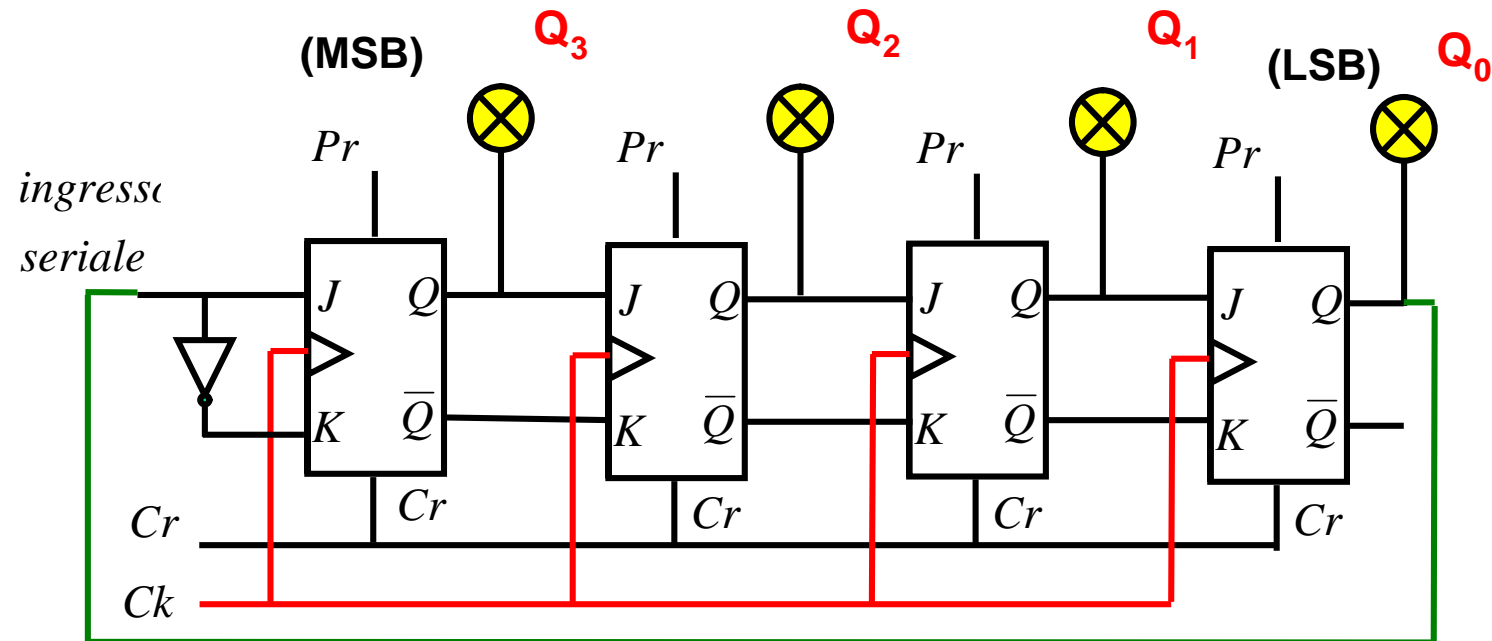 (MSB) Q3 Q2 Q1 (LSB) Q0
Pr Pr Pr Pr
seriale
J Q J Q J Q J Q
K Q̅ K Q̅ K Q̅ K Q̅
Cr Cr Cr Cr Cr
Ck